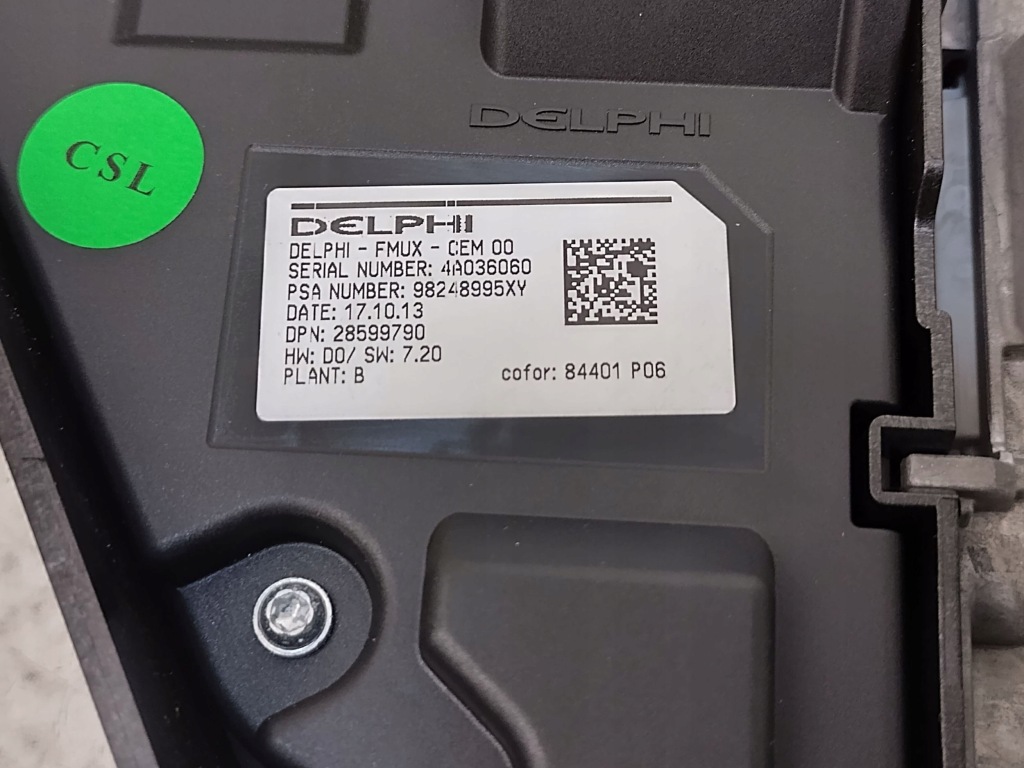 DELPHI
CSL
DELPHI
DELPHI - FMUX - CEM 00
SERIAL NUMBER: 4A036060
PSA NUMBER: 98248995XY
DATE: 17.10.13
DPN: 28599790
HW: D0/ SW: 7.20
PLANT: B
cofor: 84401 P06